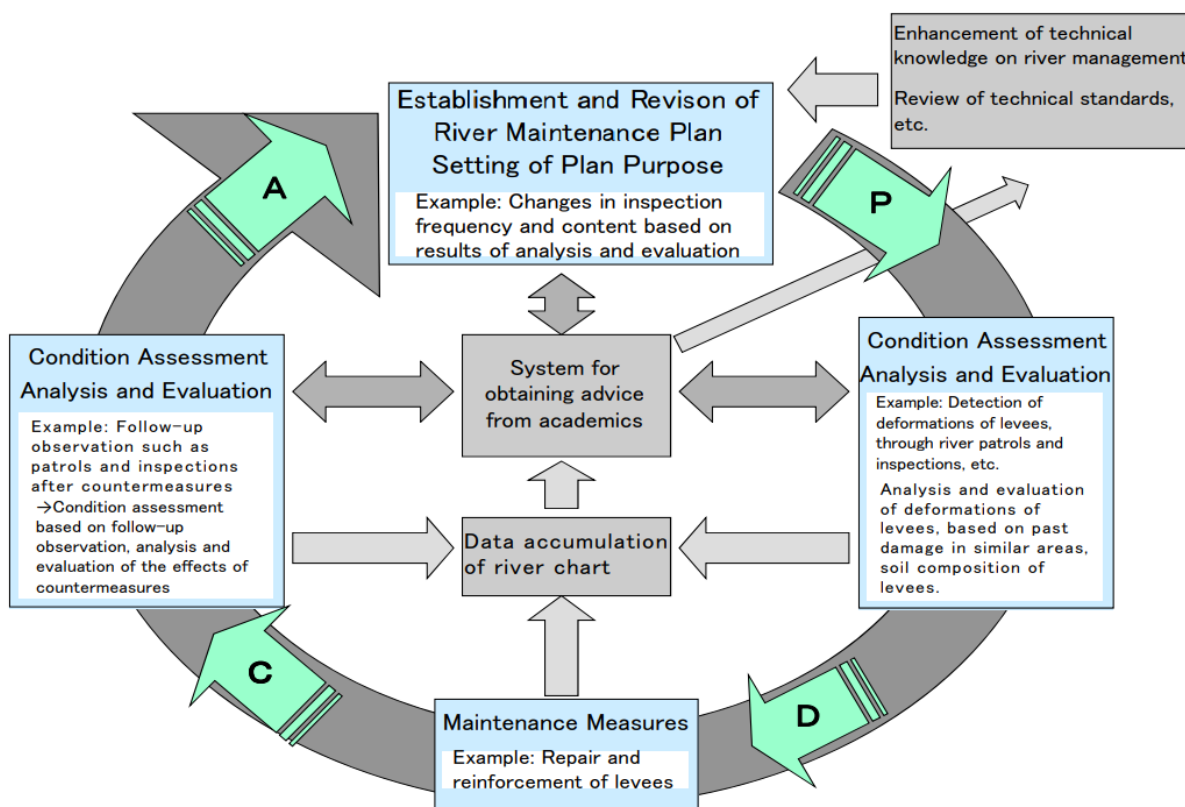 Enhancement of technical
knowledge on river management
Review of technical standards,
etc.
Establishment and Revison of
River Maintenance Plan
Setting of Plan Purpose
Example: Changes in inspection
frequency and content based on
results of analysis and evaluation
A
P
Condition Assessment
Analysis and Evaluation
Example: Follow-up
observation such as
patrols and inspections
after countermeasures
→Condition assessment
based on follow-up
observation, analysis and
evaluation of the effects of
countermeasures
System for
obtaining advice
from academics
Condition Assessment
Analysis and Evaluation
Example: Detection of
deformations of levees,
through river patrols and
inspections, etc.
Analysis and evaluation
of deformations of
levees, based on past
damage in similar areas,
soil composition of
levees.
Data accumulation
of river chart
C
D
Maintenance Measures
Example: Repair and
reinforcement of levees